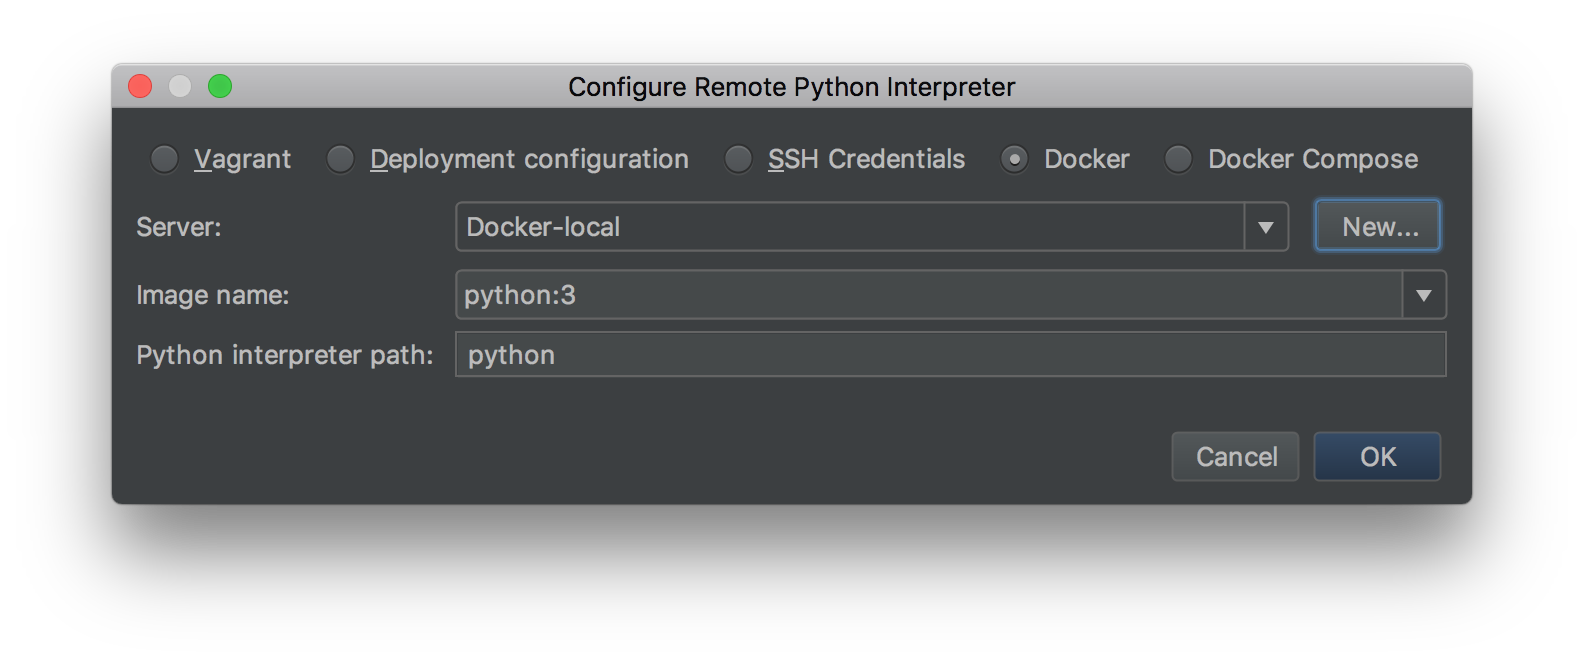 Configure Remote Python Interpreter
Vagrant Deployment configuration SSH Credentials Docker Docker Compose
Server: Docker-local New...
Image name: python:3
Python interpreter path: python
Cancel OK